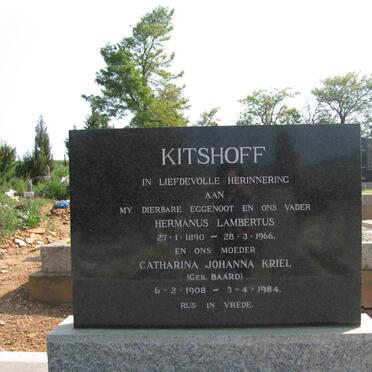 KITSHOFF
IN LIEFDEVOLLE HERINNERING
AAN
MY DIERBARE EGGENOOT EN ONS VADER
HERMANUS LAMBERTUS
27-1-1890 - 28-3-1966.
EN ONS MOEDER
CATHARINA JOHANNA KRIEL
(GEB. BAARD)
6-2-1908 - 3-4-1984.
RUS IN VREDE.